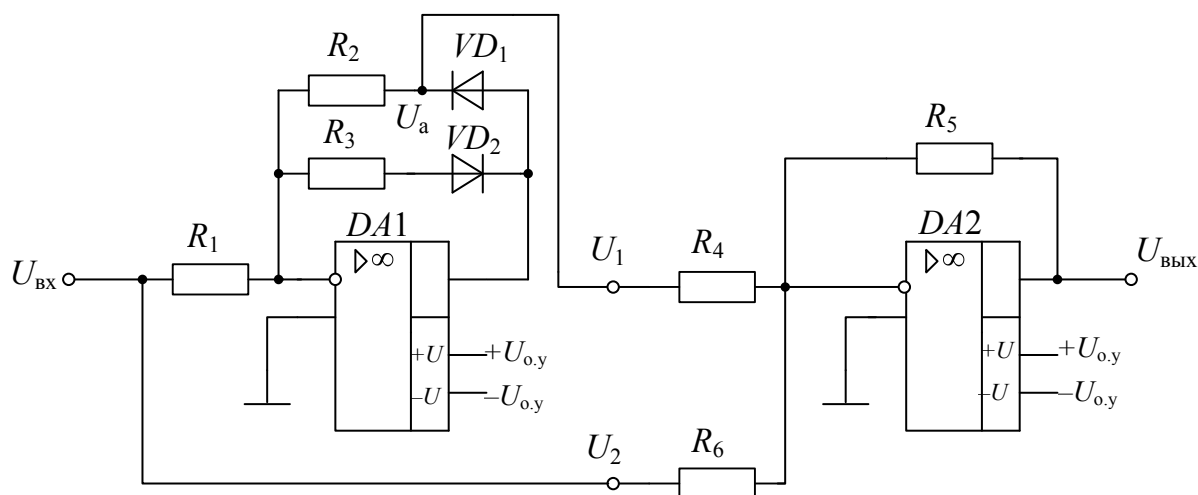 R₂ VD₁
Uₐ
R₃ VD₂
R₅
DA1
▷∞
R₁
Uвх
+U +Uо.у
–U –Uо.у
U₁ R₄
DA2
▷∞
Uвых
+U +Uо.у
–U –Uо.у
U₂ R₆